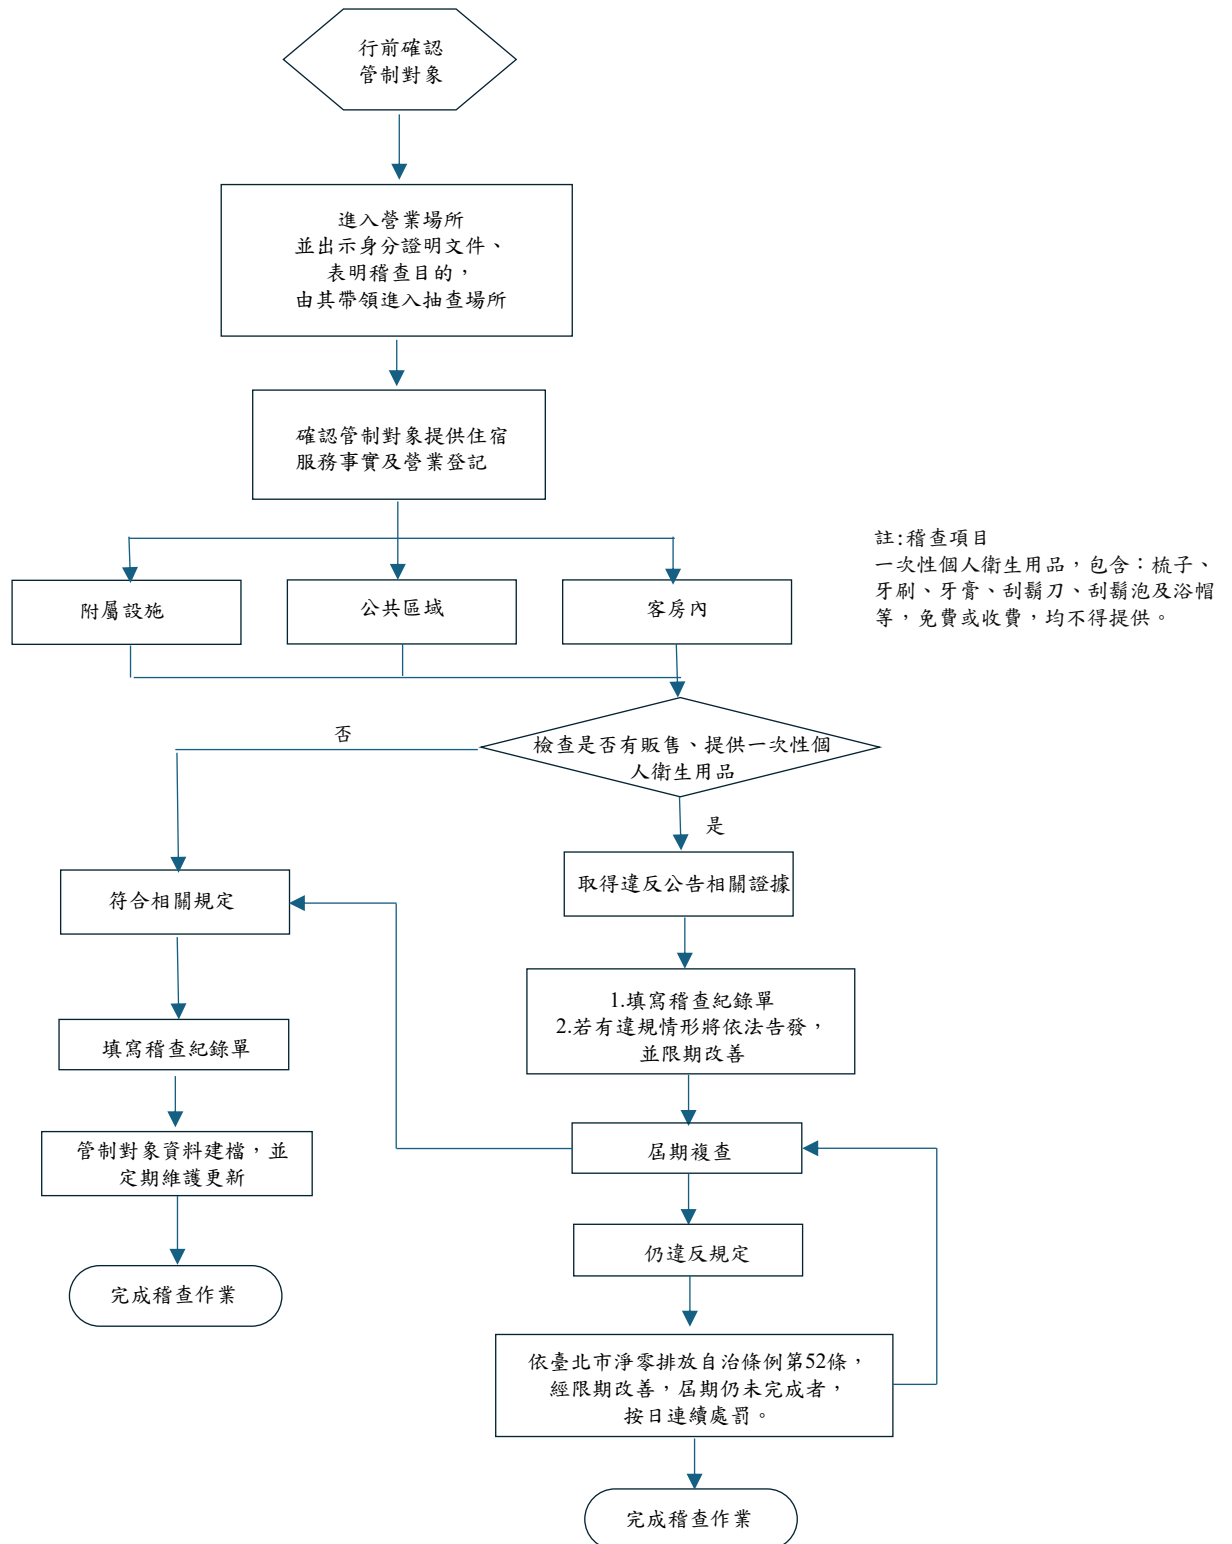 行前確認
管制對象
進入營業場所
並出示身分證明文件、
表明稽查目的，
由其帶領進入抽查場所
確認管制對象提供住宿
服務事實及營業登記
註:稽查項目
一次性個人衛生用品，包含：梳子、
牙刷、牙膏、刮鬍刀、刮鬍泡及浴帽
等，免費或收費，均不得提供。
附屬設施
公共區域
客房內
檢查是否有販售、提供一次性個
人衛生用品
否
是
符合相關規定
取得違反公告相關證據
填寫稽查紀錄單
1.填寫稽查紀錄單
2.若有違規情形將依法告發，
並限期改善
管制對象資料建檔，並
定期維護更新
屆期複查
完成稽查作業
仍違反規定
依臺北市淨零排放自治條例第52條，
經限期改善，屆期仍未完成者，
按日連續處罰。
完成稽查作業